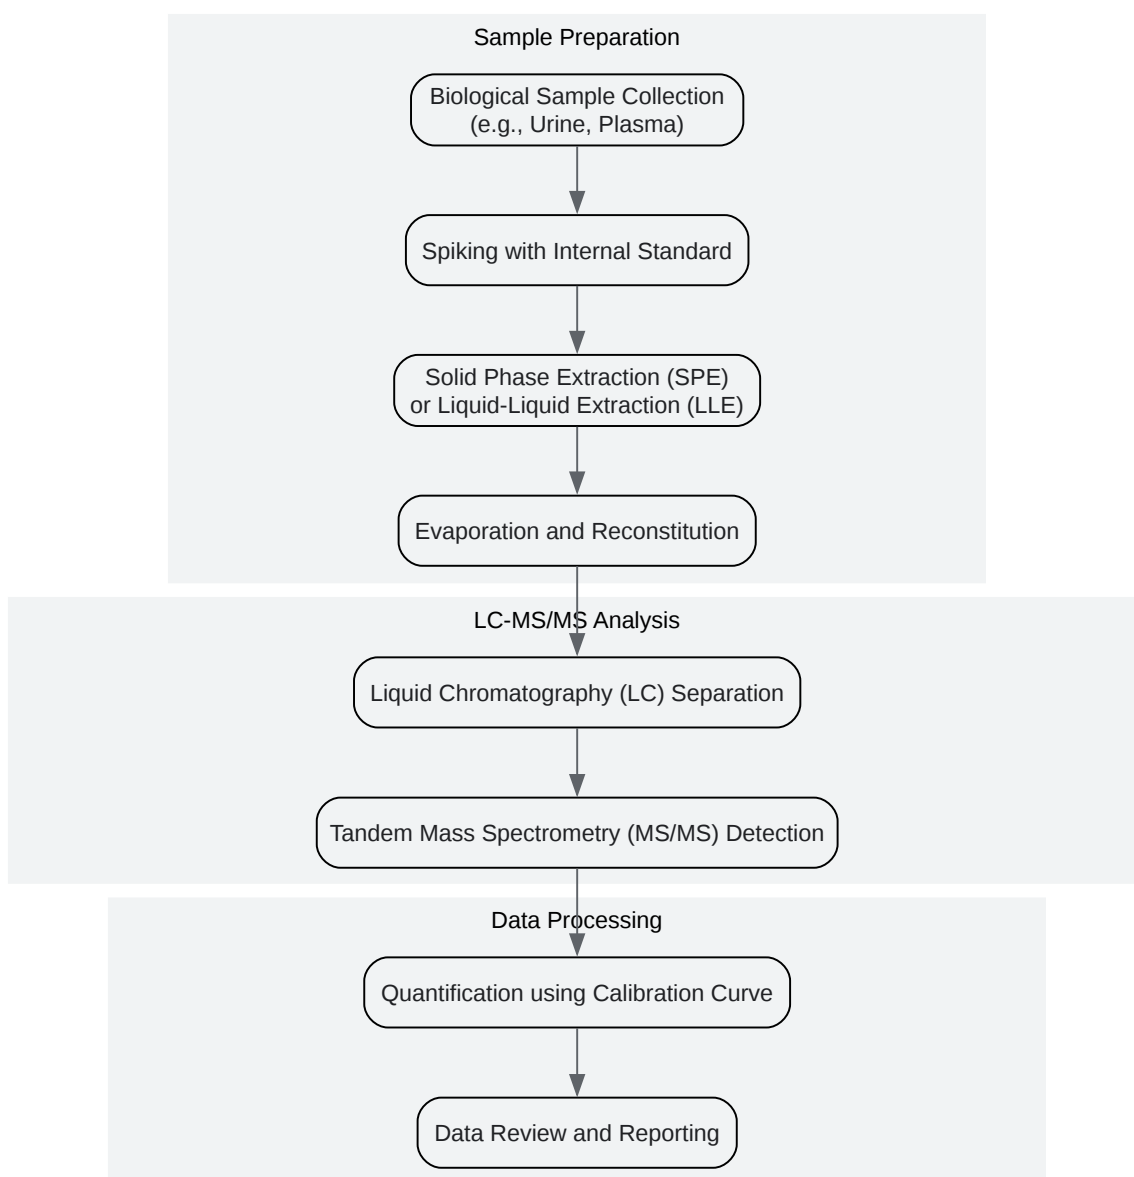 Sample Preparation
Biological Sample Collection
(e.g., Urine, Plasma)
Spiking with Internal Standard
Solid Phase Extraction (SPE)
or Liquid-Liquid Extraction (LLE)
Evaporation and Reconstitution
LC-MS/MS Analysis
Liquid Chromatography (LC) Separation
Tandem Mass Spectrometry (MS/MS) Detection
Data Processing
Quantification using Calibration Curve
Data Review and Reporting